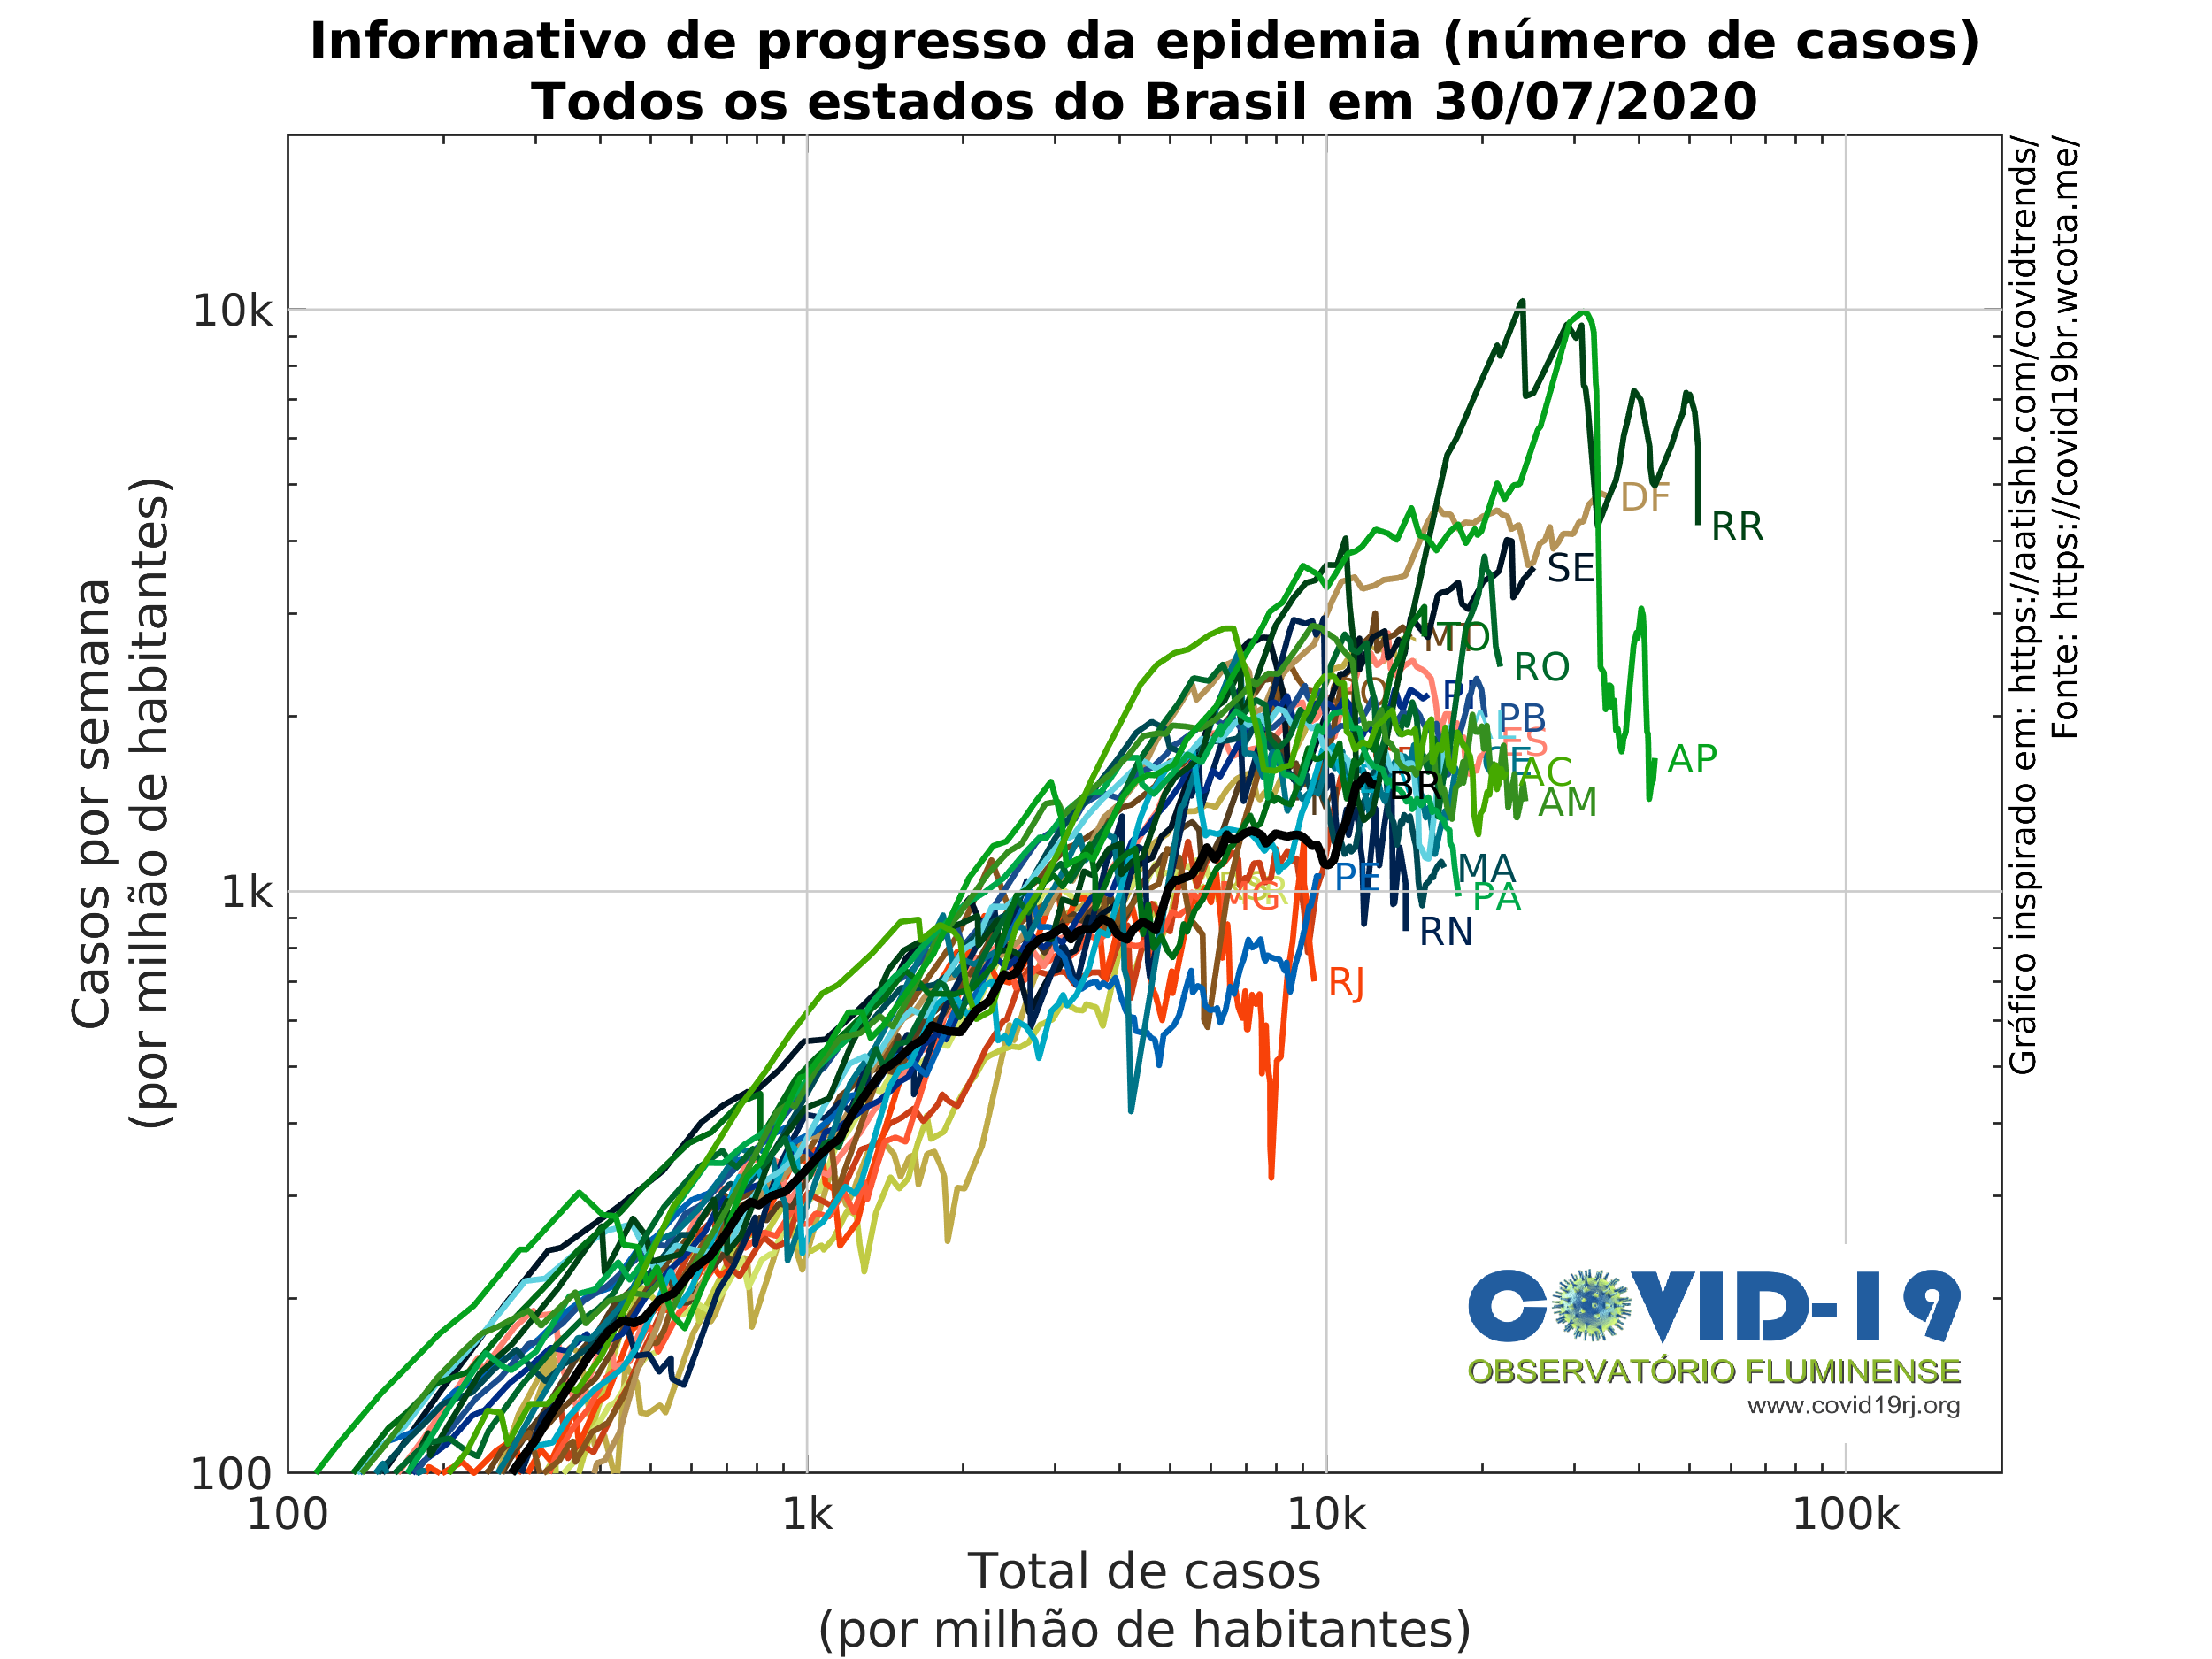 Informativo de progresso da epidemia (número de casos)
Todos os estados do Brasil em 30/07/2020
Casos por semana
(por milhão de habitantes)
10k
1k
100
100
1k
10k
100k
Total de casos
(por milhão de habitantes)
DF
RR
SE
TO
RO
PB
ES
AC
AM
AP
BR
MA
PA
PE
MG
RN
RJ
Gráfico inspirado em: https://aatishb.com/covidtrends/
Fonte: https://covid19br.wcota.me/
COVID-19
OBSERVATÓRIO FLUMINENSE
www.covid19rj.org